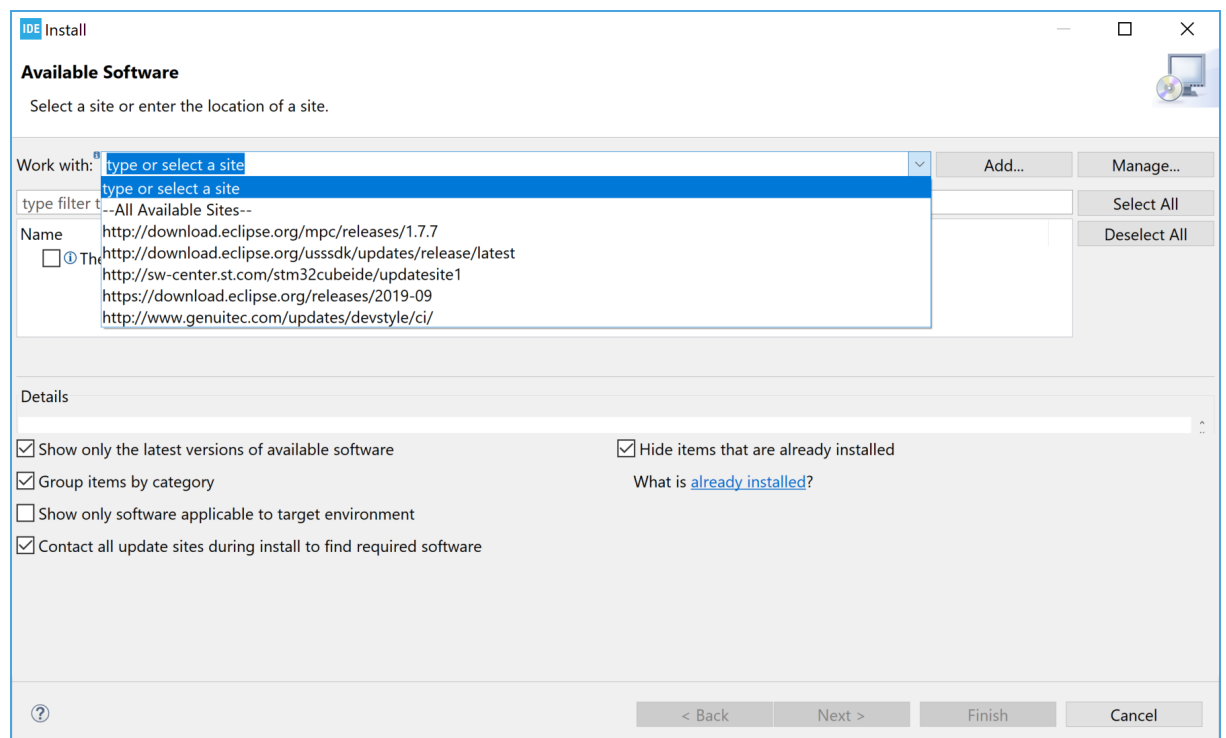 IDE Install
Available Software
Select a site or enter the location of a site.
Work with: type or select a site Add... Manage...
type or select a site
type filter t Select All
--All Available Sites--
http://download.eclipse.org/mpc/releases/1.7.7
Name Deselect All
http://download.eclipse.org/usssdk/updates/release/latest
The
http://sw-center.st.com/stm32cubeide/updatesite1
https://download.eclipse.org/releases/2019-09
http://www.genuitec.com/updates/devstyle/ci/
Details
Show only the latest versions of available software Hide items that are already installed
Group items by category What is already installed?
Show only software applicable to target environment
Contact all update sites during install to find required software
? < Back Next > Finish Cancel